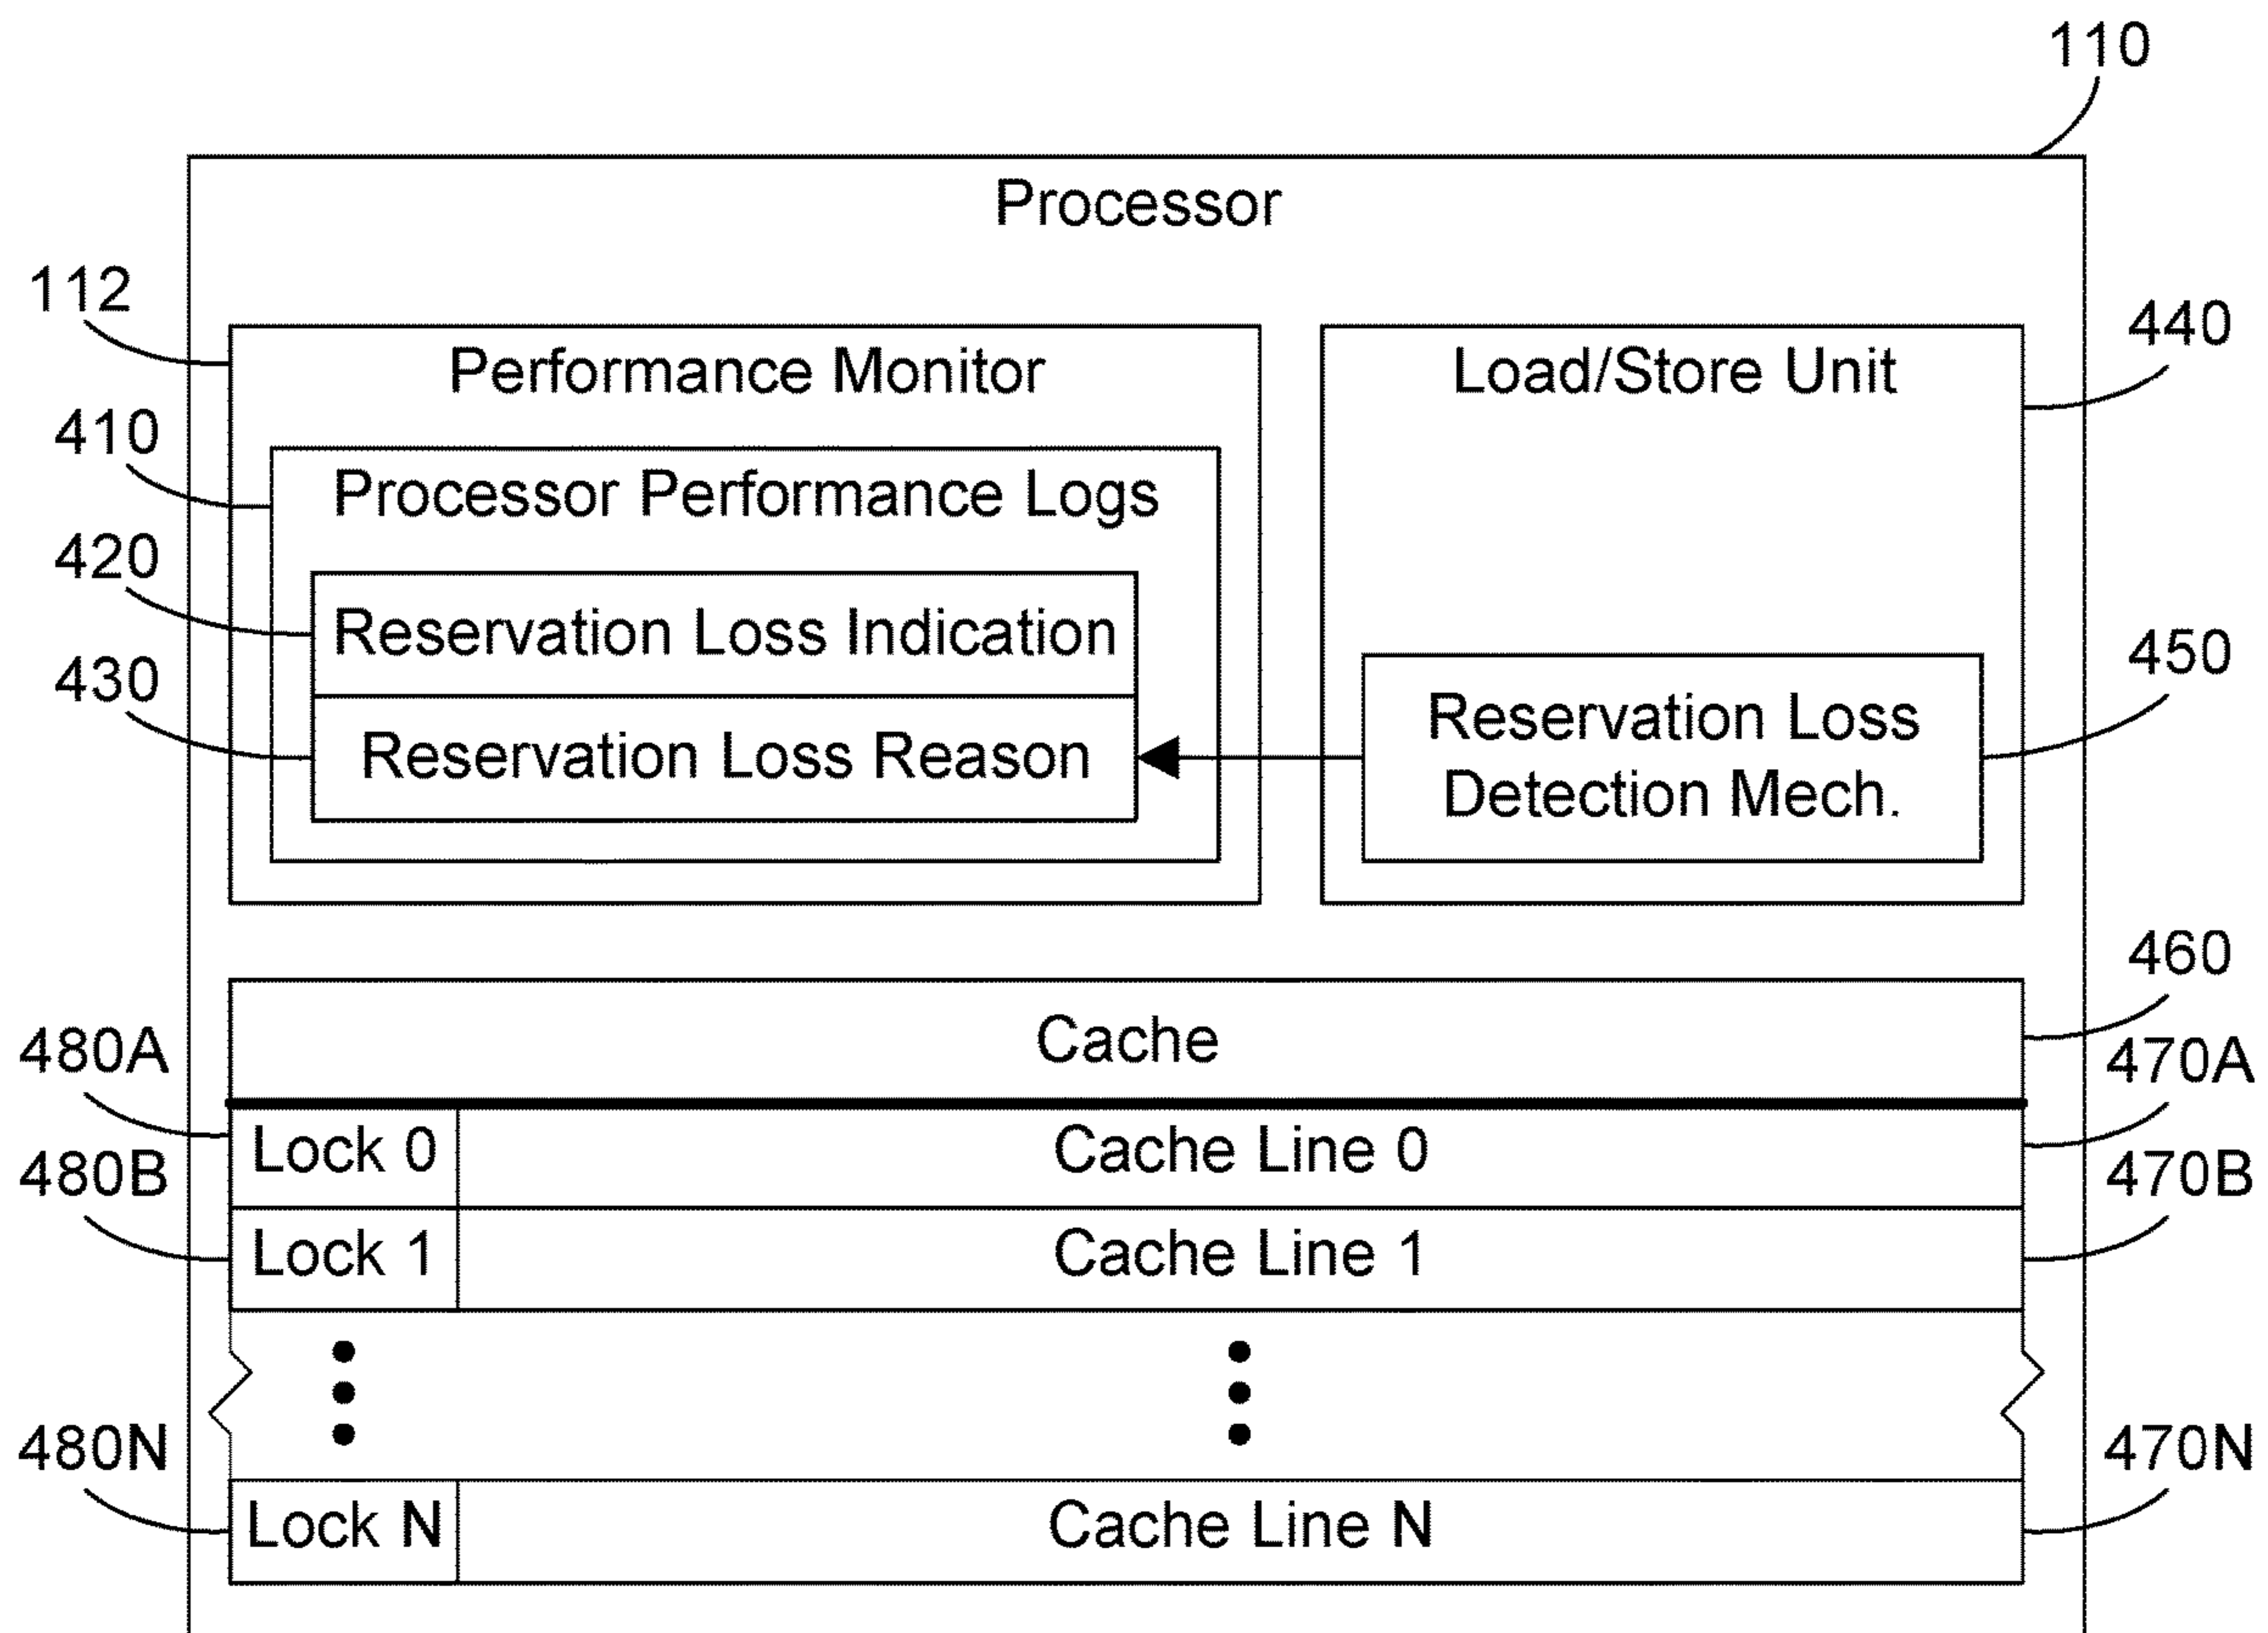 110
Processor
112
Performance Monitor
Load/Store Unit
440
410
Processor Performance Logs
420
Reservation Loss Indication
430
Reservation Loss Reason
Reservation Loss
Detection Mech.
450
460
Cache
480A
470A
Lock 0
Cache Line 0
480B
470B
Lock 1
Cache Line 1
480N
470N
Lock N
Cache Line N